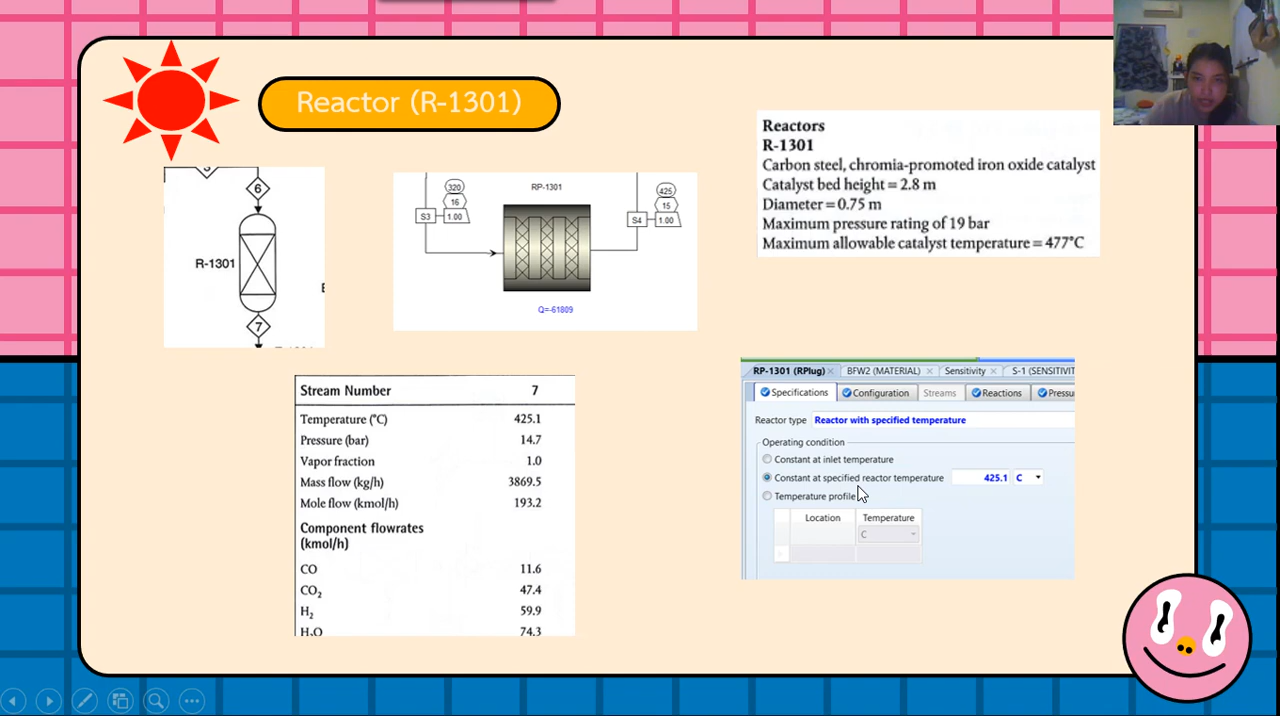 Reactor (R-1301)
6
R-1301
7
RP-1301
320
16
S3
1.00
425
15
S4
1.00
Q=-61809
Reactors
R-1301
Carbon steel, chromia-promoted iron oxide catalyst
Catalyst bed height = 2.8 m
Diameter = 0.75 m
Maximum pressure rating of 19 bar
Maximum allowable catalyst temperature = 477°C
Stream Number 7
Temperature (°C) 425.1
Pressure (bar) 14.7
Vapor fraction 1.0
Mass flow (kg/h) 3869.5
Mole flow (kmol/h) 193.2
Component flowrates
(kmol/h)
CO 11.6
CO₂ 47.4
H₂ 59.9
H₂O 74.3
RP-1301 (RPlug) BFW2 (MATERIAL) Sensitivity S-1 (SENSITIVIT
Specifications Configuration Streams Reactions Pressu
Reactor type Reactor with specified temperature
Operating condition
Constant at inlet temperature
Constant at specified reactor temperature 425.1 C
Temperature profile
Location Temperature
C